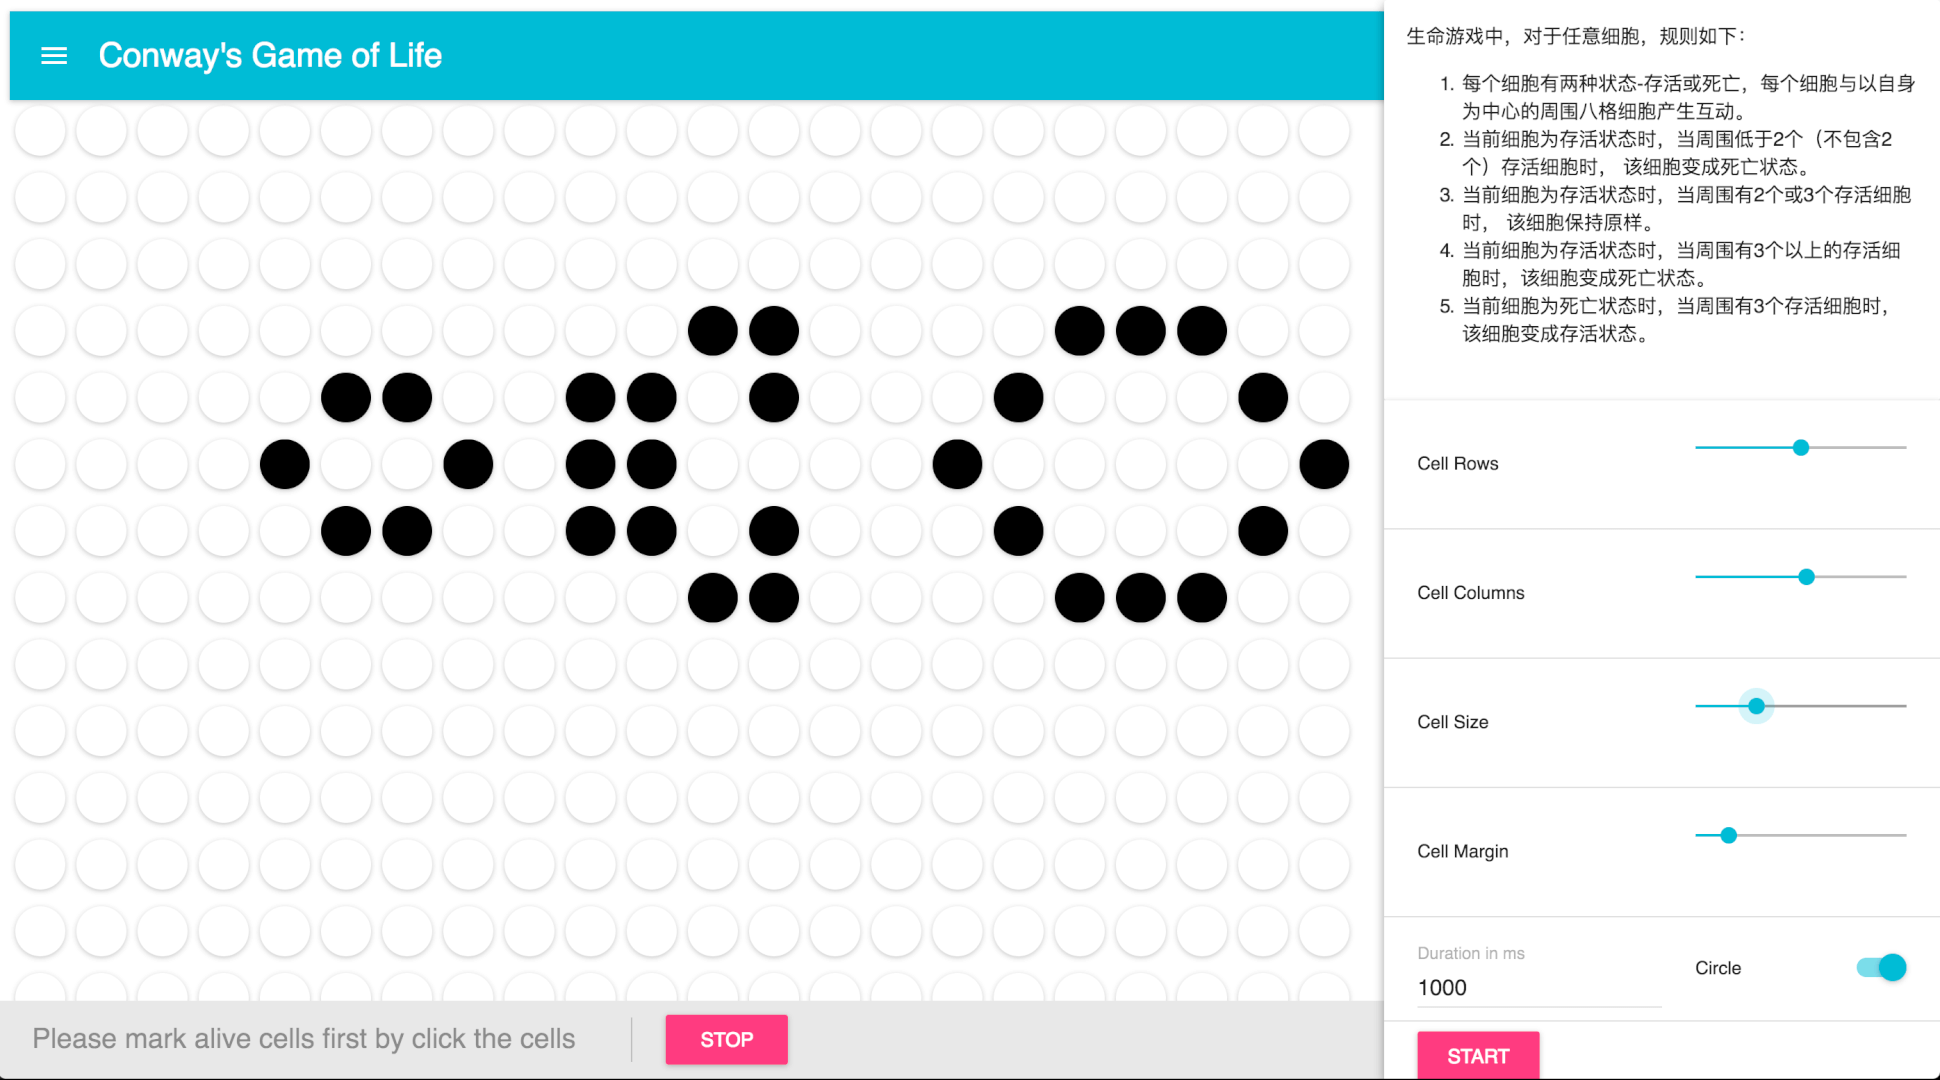 Conway's Game of Life
生命游戏中，对于任意细胞，规则如下：
1. 每个细胞有两种状态-存活或死亡，每个细胞与以自身
为中心的周围八格细胞产生互动。
2. 当前细胞为存活状态时，当周围低于2个（不包含2
个）存活细胞时， 该细胞变成死亡状态。
3. 当前细胞为存活状态时，当周围有2个或3个存活细胞
时， 该细胞保持原样。
4. 当前细胞为存活状态时，当周围有3个以上的存活细
胞时，该细胞变成死亡状态。
5. 当前细胞为死亡状态时，当周围有3个存活细胞时，
该细胞变成存活状态。
Cell Rows
Cell Columns
Cell Size
Cell Margin
Duration in ms
1000
Circle
START
Please mark alive cells first by click the cells
STOP